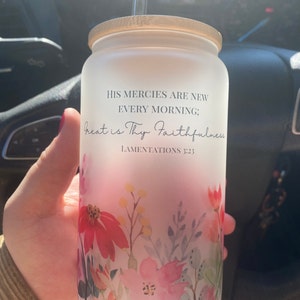 HIS MERCIES ARE NEW
EVERY MORNING;
Great is Thy Faithfulness
LAMENTATIONS 3:23